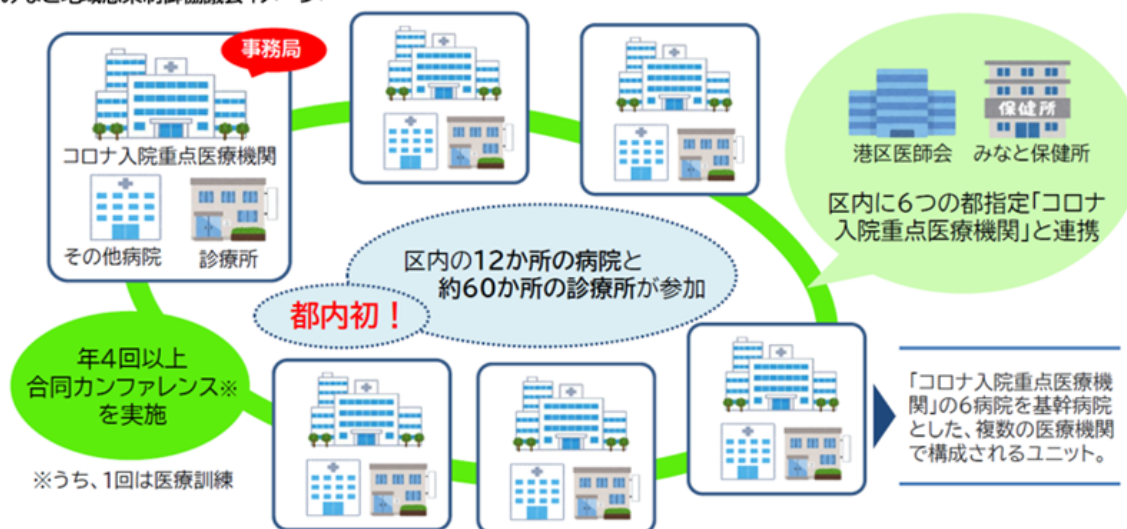 事務局
コロナ入院重点医療機関
その他病院
診療所
港区医師会
保健所
みなと保健所
区内に6つの都指定「コロナ
入院重点医療機関」と連携
区内の12か所の病院と
約60か所の診療所が参加
都内初！
年4回以上
合同カンファレンス※
を実施
※うち、1回は医療訓練
「コロナ入院重点医療機
関」の6病院を基幹病院
とした、複数の医療機関
で構成されるユニット。